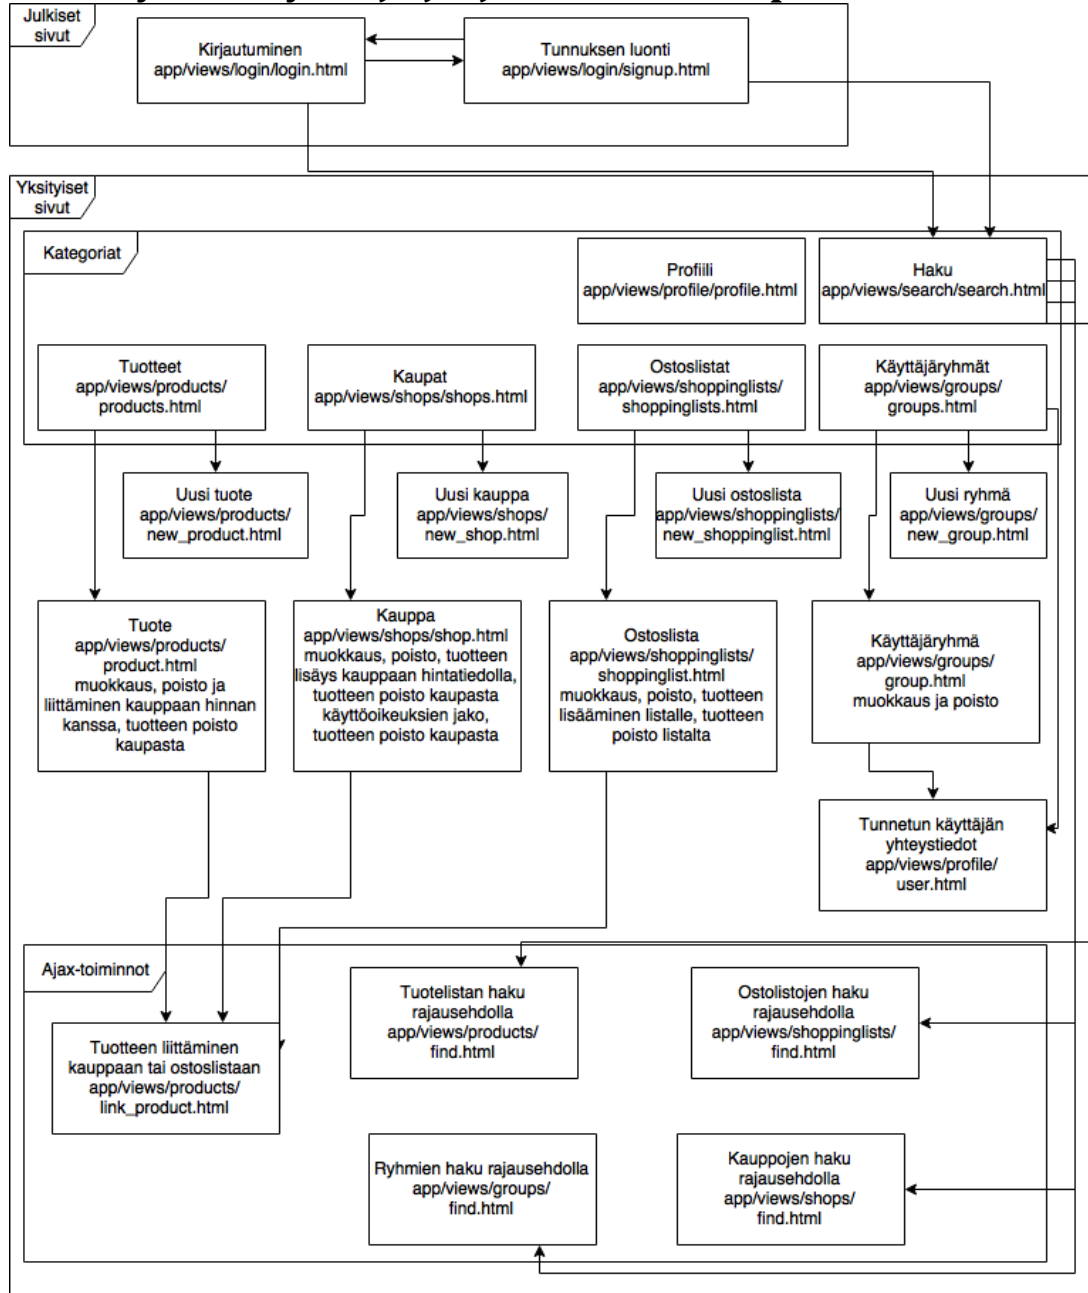 Julkiset
sivut
Kirjautuminen
app/views/login/login.html
Tunnuksen luonti
app/views/login/signup.html
Yksityiset
sivut
Kategoriat
Profiili
app/views/profile/profile.html
Haku
app/views/search/search.html
Tuotteet
app/views/products/
products.html
Kaupat
app/views/shops/shops.html
Ostoslistat
app/views/shoppinglists/
shoppinglists.html
Käyttäjäryhmät
app/views/groups/
groups.html
Uusi tuote
app/views/products/
new_product.html
Uusi kauppa
app/views/shops/
new_shop.html
Uusi ostoslista
app/views/shoppinglists/
new_shoppinglist.html
Uusi ryhmä
app/views/groups/
new_group.html
Tuote
app/views/products/
product.html
muokkaus, poisto ja
liittäminen kauppaan hinnan
kanssa, tuotteen poisto
kaupasta
Kauppa
app/views/shops/shop.html
muokkaus, poisto, tuotteen
lisäys kauppaan hintatiedolla,
tuotteen poisto kaupasta
käyttöoikeuksien jako,
tuotteen poisto kaupasta
Ostoslista
app/views/shoppinglists/
shoppinglist.html
muokkaus, poisto, tuotteen
lisääminen listalle, tuotteen
poisto listalta
Käyttäjäryhmä
app/views/groups/
group.html
muokkaus ja poisto
Tunnetun käyttäjän
yhteystiedot
app/views/profile/
user.html
Ajax-toiminnot
Tuotteen liittäminen
kauppaan tai ostoslistaan
app/views/products/
link_product.html
Tuotelistan haku
rajausehdolla
app/views/products/
find.html
Ostolistojen haku
rajausehdolla
app/views/shoppinglists/
find.html
Ryhmien haku rajausehdolla
app/views/groups/
find.html
Kauppojen haku
rajausehdolla
app/views/shops/
find.html